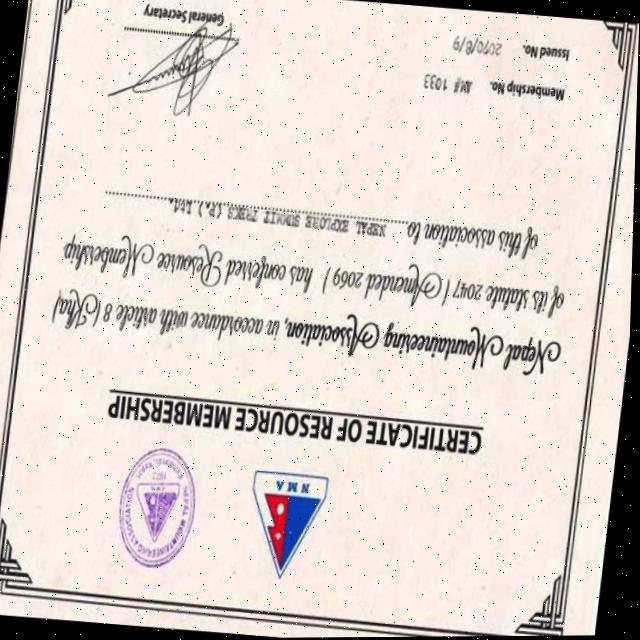 NMA
NEPAL MOUNTAINEERING ASSOCIATION
CERTIFICATE OF RESOURCE MEMBERSHIP
Nepal Mountaineering Association, in accordance with article 8 (Kha)
of its statute 2047 (Amended 2069) has conferred Resource Membership
of this association to NEPAL EXPLORE SUMMIT TREKS (P.) Ltd.
Membership No. 1033
Issued No. 2070/8/9
General Secretary